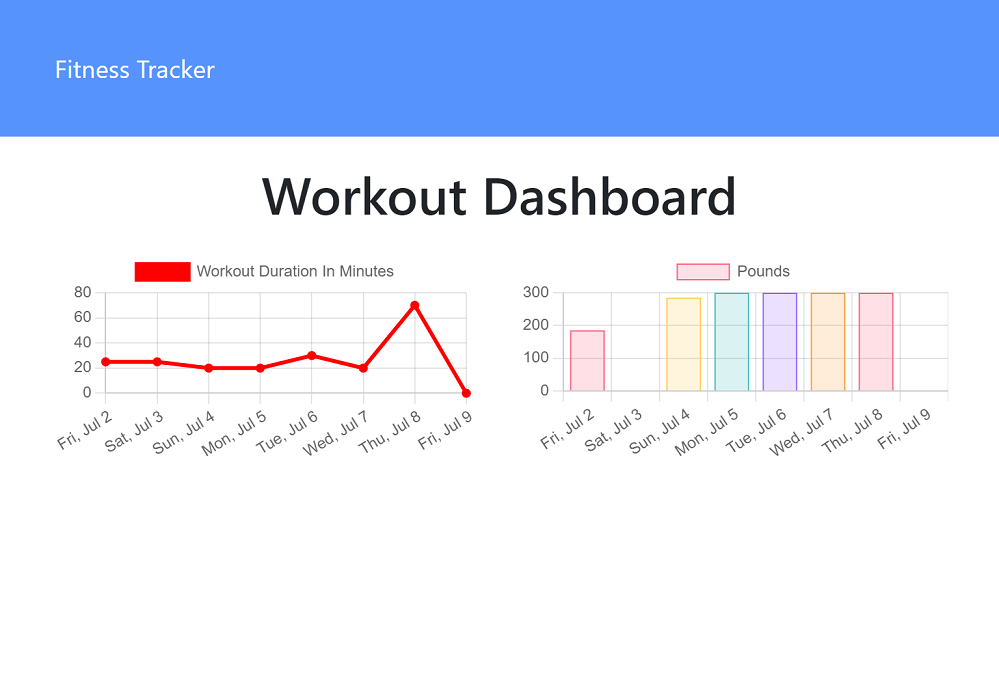 Fitness Tracker
Workout Dashboard
Workout Duration In Minutes
80
60
40
20
0
Fri, Jul 2
Sat, Jul 3
Sun, Jul 4
Mon, Jul 5
Tue, Jul 6
Wed, Jul 7
Thu, Jul 8
Fri, Jul 9
Pounds
300
200
100
0
Fri, Jul 2
Sat, Jul 3
Sun, Jul 4
Mon, Jul 5
Tue, Jul 6
Wed, Jul 7
Thu, Jul 8
Fri, Jul 9